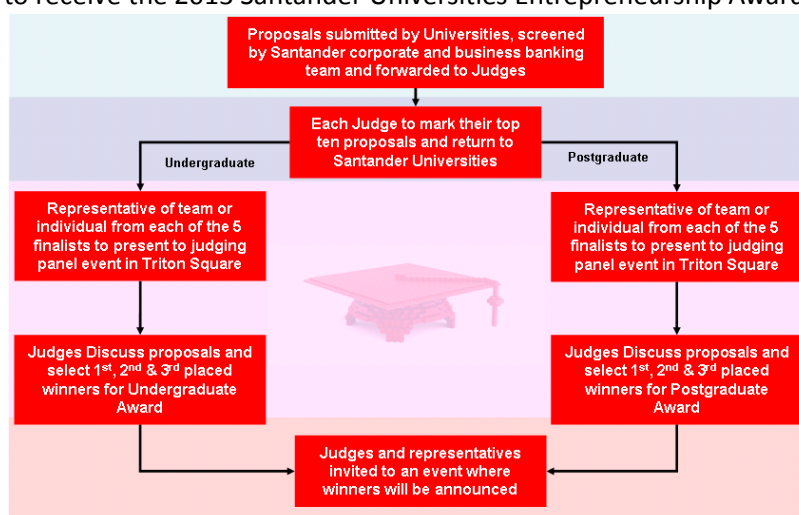 to receive the 2013 Santander Universities Entrepreneurship Award
Proposals submitted by Universities, screened
by Santander corporate and business banking
team and forwarded to Judges
Each Judge to mark their top
ten proposals and return to
Santander Universities
Undergraduate
Postgraduate
Representative of team or
individual from each of the 5
finalists to present to judging
panel event in Triton Square
Representative of team or
individual from each of the 5
finalists to present to judging
panel event in Triton Square
Judges Discuss proposals and
select 1st, 2nd & 3rd placed
winners for Undergraduate
Award
Judges Discuss proposals and
select 1st, 2nd & 3rd placed
winners for Postgraduate
Award
Judges and representatives
invited to an event where
winners will be announced